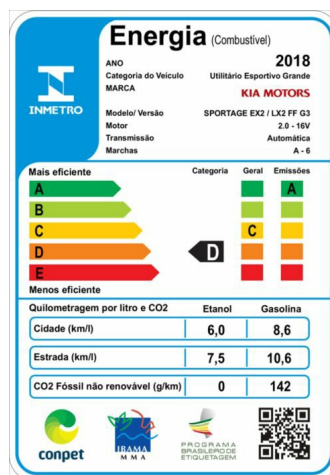 Energia (Combustível)
ANO 2018
Categoria do Veículo Utilitário Esportivo Grande
MARCA KIA MOTORS
INMETRO
Modelo/ Versão SPORTAGE EX2 / LX2 FF G3
Motor 2.0 - 16V
Transmissão Automática
Marchas A - 6
Mais eficiente Categoria Geral Emissões
A A
B
C C
D D
E
Menos eficiente
Quilometragem por litro e CO2 Etanol Gasolina
Cidade (km/l) 6,0 8,6
Estrada (km/l) 7,5 10,6
CO2 Fóssil não renovável (g/km) 0 142
conpet
IBAMA
M M A
PROGRAMA
BRASILEIRO DE
ETIQUETAGEM